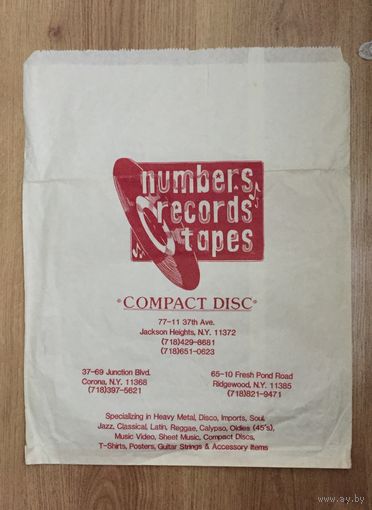 numbers
records
tapes
°COMPACT DISC°
77-11 37th Ave.
Jackson Heights, N.Y. 11372
(718)429-8681
(718)651-0623
37-69 Junction Blvd.
Corona, N.Y. 11368
(718)397-5621
65-10 Fresh Pond Road
Ridgewood, N.Y. 11385
(718)821-9471
Specializing in Heavy Metal, Disco, Imports, Soul,
Jazz, Classical, Latin, Reggae, Calypso, Oldies (45's),
Music Video, Sheet Music, Compact Discs,
T-Shirts, Posters, Guitar Strings & Accessory Items
www.ay.by